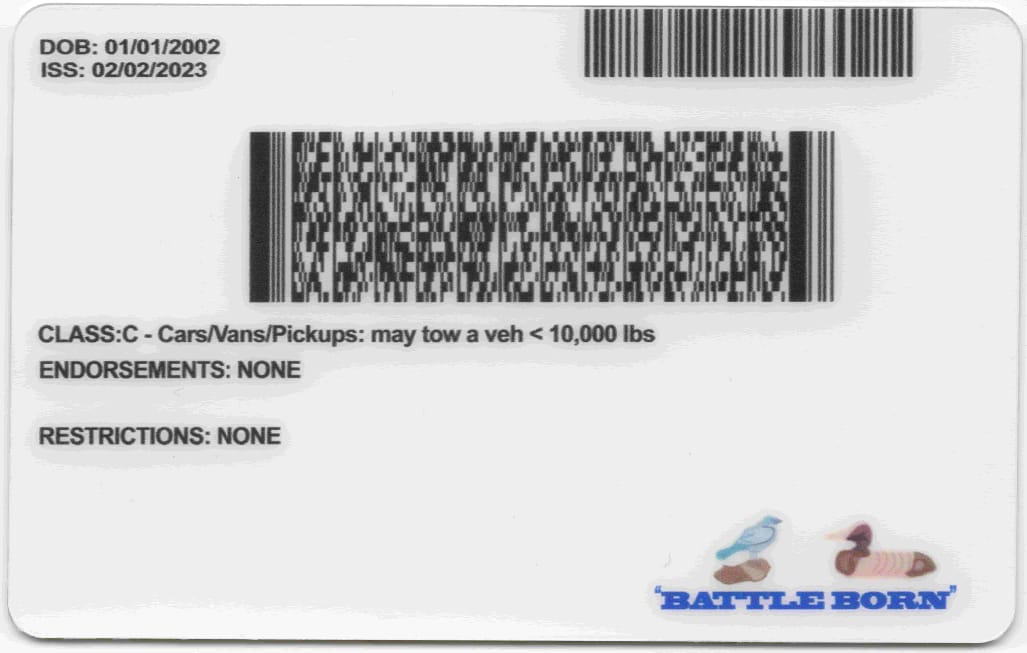 DOB: 01/01/2002
ISS: 02/02/2023
CLASS:C - Cars/Vans/Pickups: may tow a veh < 10,000 lbs
ENDORSEMENTS: NONE
RESTRICTIONS: NONE
"BATTLE BORN"